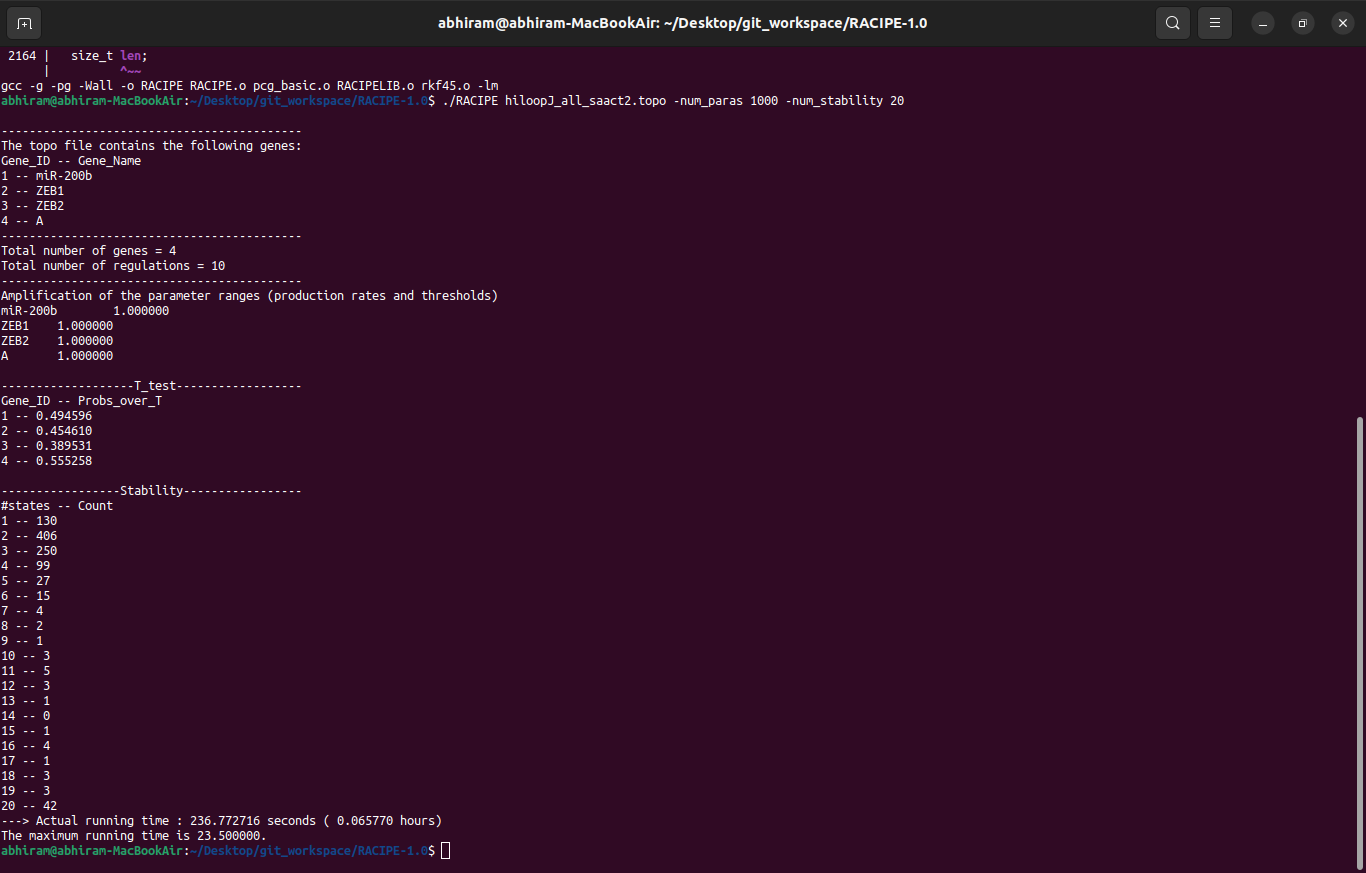 abhiram@abhiram-MacBookAir: ~/Desktop/git_workspace/RACIPE-1.0
2164 |   size_t len;
     |          ^~~
gcc -g -pg -Wall -o RACIPE RACIPE.o pcg_basic.o RACIPELIB.o rkf45.o -lm
abhiram@abhiram-MacBookAir:~/Desktop/git_workspace/RACIPE-1.0$ ./RACIPE hiloopJ_all_saact2.topo -num_paras 1000 -num_stability 20
-------------------------------------------
The topo file contains the following genes:
Gene_ID -- Gene_Name
1 -- miR-200b
2 -- ZEB1
3 -- ZEB2
4 -- A
-------------------------------------------
Total number of genes = 4
Total number of regulations = 10
-------------------------------------------
Amplification of the parameter ranges (production rates and thresholds)
miR-200b        1.000000
ZEB1    1.000000
ZEB2    1.000000
A       1.000000
-------------------T_test------------------
Gene_ID -- Probs_over_T
1 -- 0.494596
2 -- 0.454610
3 -- 0.389531
4 -- 0.555258
-----------------Stability-----------------
#states -- Count
1 -- 130
2 -- 406
3 -- 250
4 -- 99
5 -- 27
6 -- 15
7 -- 4
8 -- 2
9 -- 1
10 -- 3
11 -- 5
12 -- 3
13 -- 1
14 -- 0
15 -- 1
16 -- 4
17 -- 1
18 -- 3
19 -- 3
20 -- 42
---> Actual running time : 236.772716 seconds ( 0.065770 hours)
The maximum running time is 23.500000.
abhiram@abhiram-MacBookAir:~/Desktop/git_workspace/RACIPE-1.0$